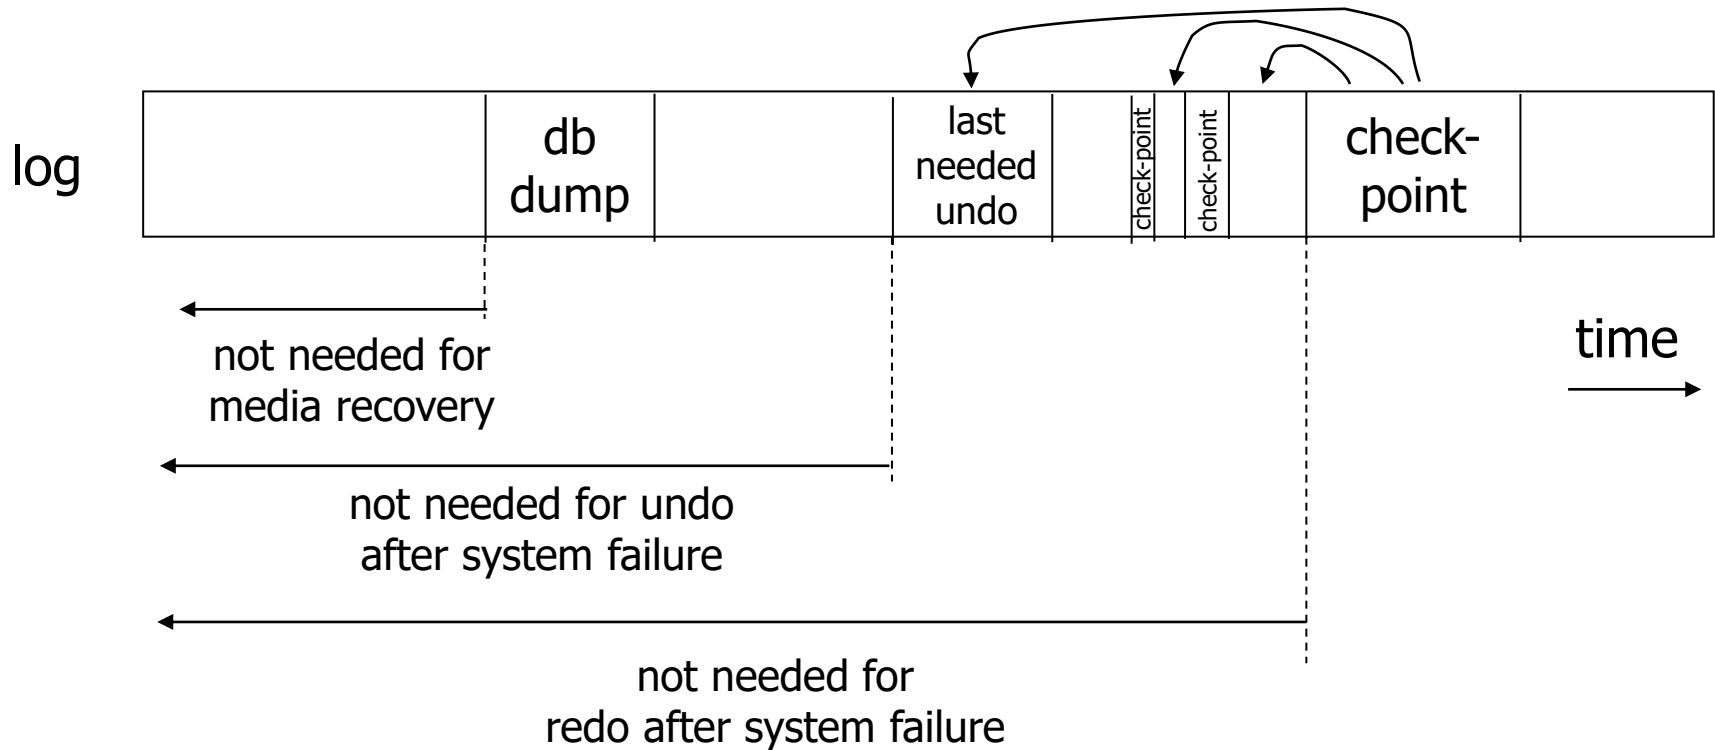 log
db
dump
last
needed
undo
check-point
check-point
check-
point
time
not needed for
media recovery
not needed for undo
after system failure
not needed for
redo after system failure